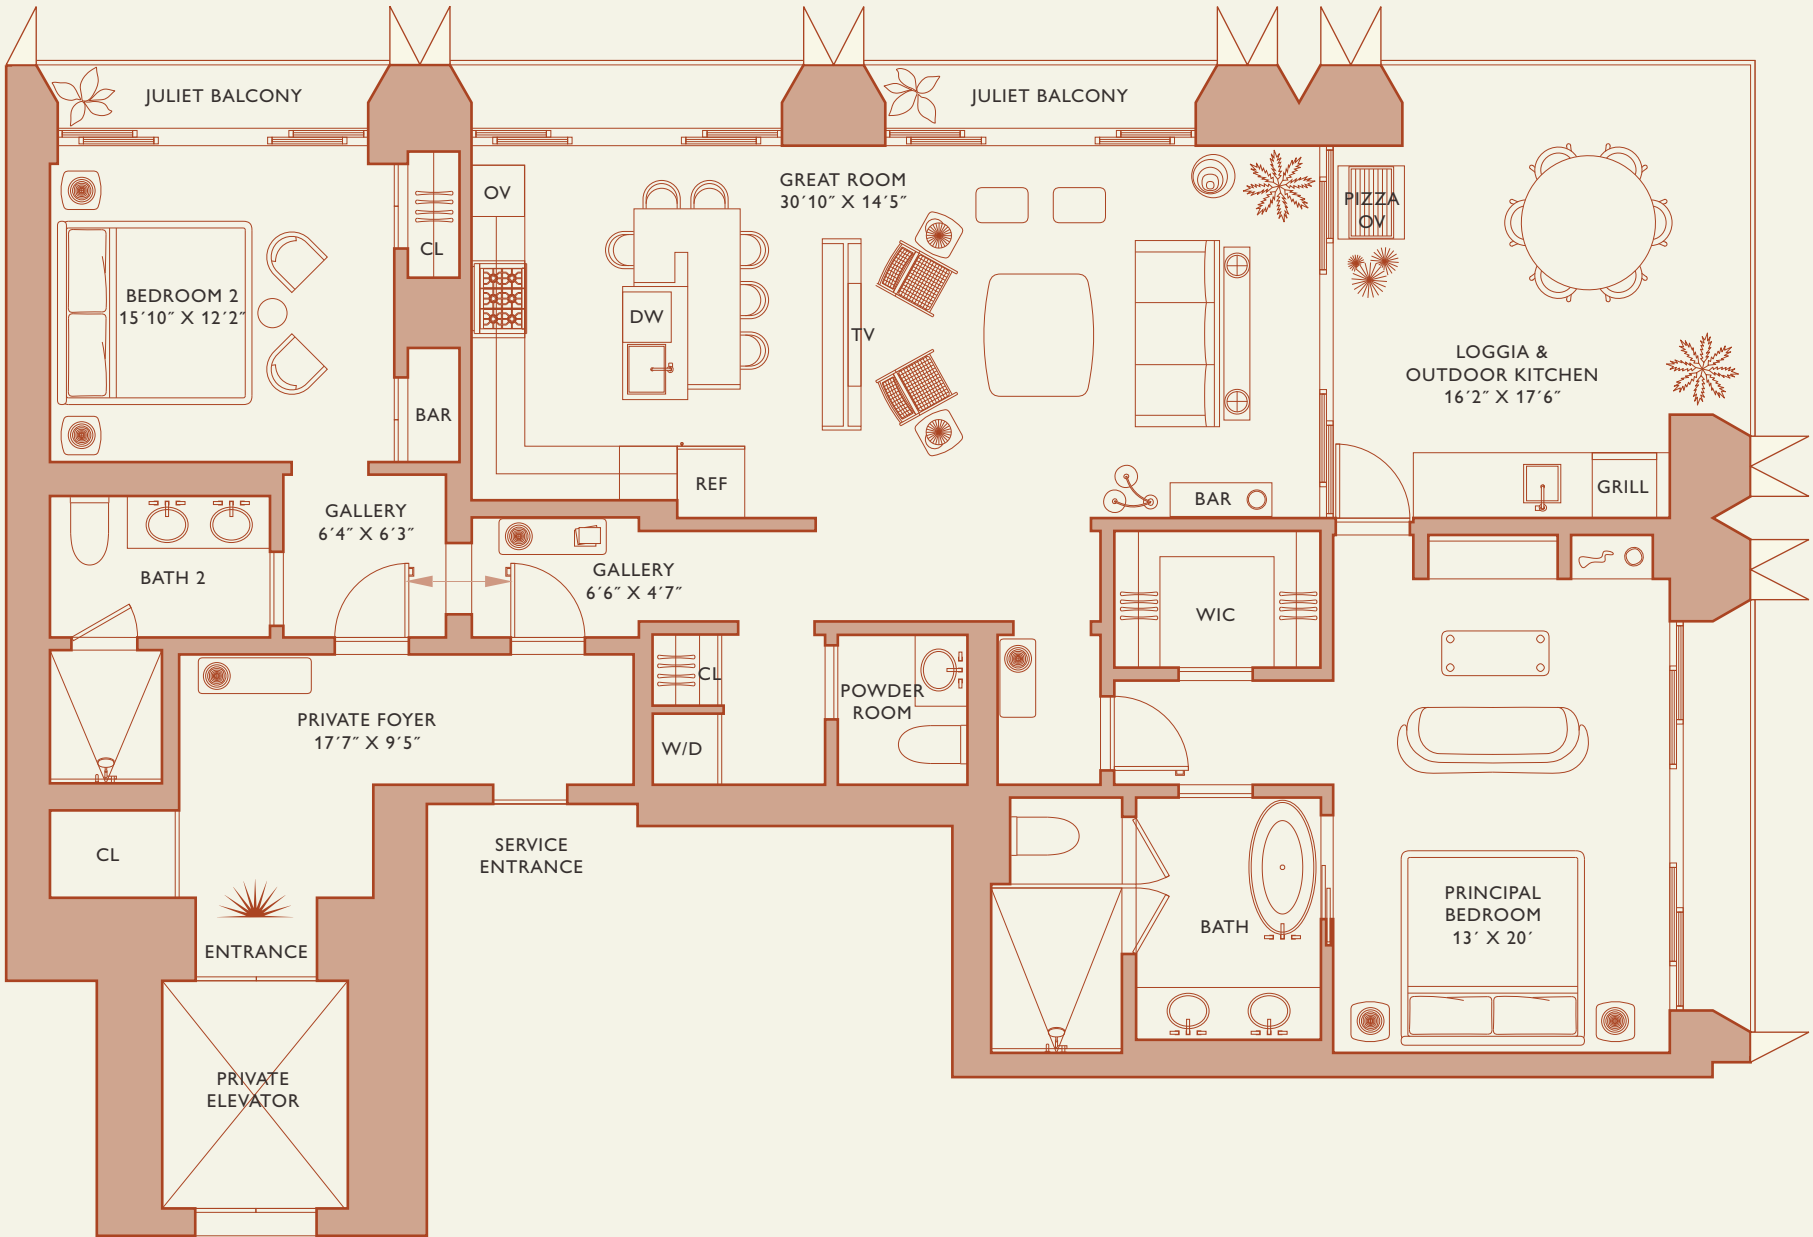 JULIET BALCONY
JULIET BALCONY
OV
GREAT ROOM
30´10˝ X 14´5˝
PIZZA
OV
CL
BEDROOM 2
15´10˝ X 12´2˝
DW
TV
LOGGIA &
OUTDOOR KITCHEN
16´2˝ X 17´6˝
BAR
REF
BAR
GRILL
GALLERY
6´4˝ X 6´3˝
BATH 2
GALLERY
6´6˝ X 4´7˝
WIC
CL
POWDER
ROOM
PRIVATE FOYER
17´7˝ X 9´5˝
W/D
CL
SERVICE
ENTRANCE
PRINCIPAL
BEDROOM
13´ X 20´
BATH
ENTRANCE
PRIVATE
ELEVATOR